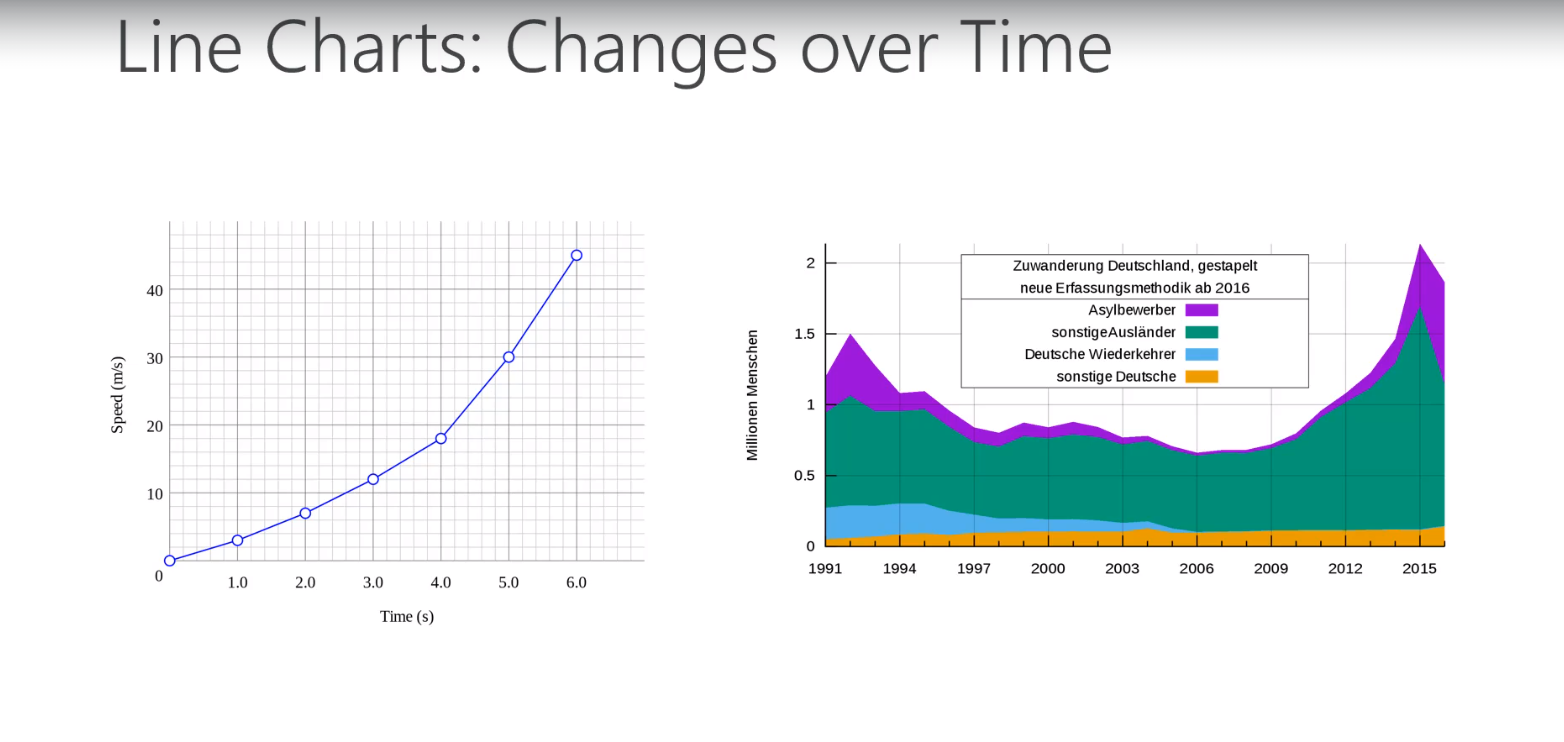 Line Charts: Changes over Time
40
30
20
10
0
1.0 2.0 3.0 4.0 5.0 6.0
Speed (m/s)
Time (s)
Zuwanderung Deutschland, gestapelt
neue Erfassungsmethodik ab 2016
Asylbewerber
sonstigeAusländer
Deutsche Wiederkehrer
sonstige Deutsche
2
1.5
1
0.5
0
1991 1994 1997 2000 2003 2006 2009 2012 2015
Millionen Menschen